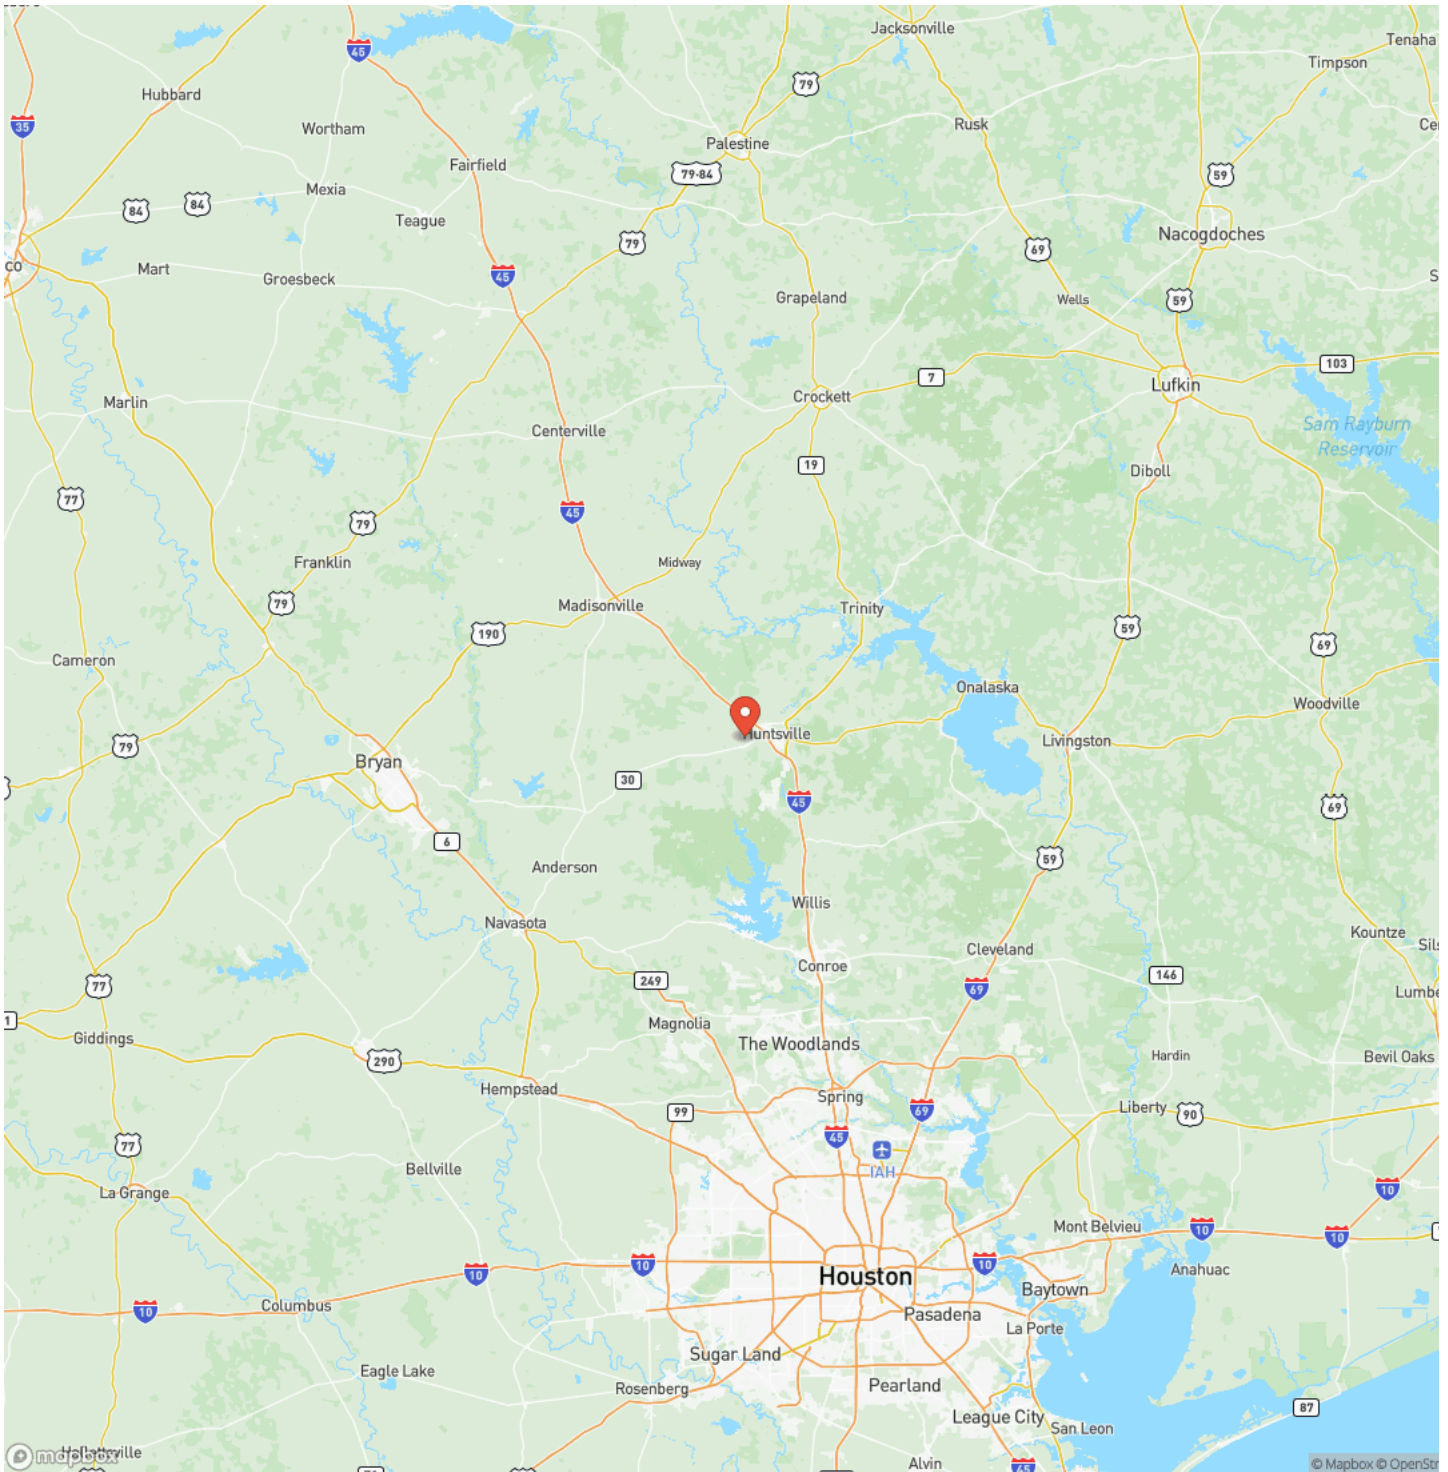 Jacksonville
Tenaha
45
Timpson
79
Hubbard
35
Wortham
Rusk
Palestine
Fairfield
79-84
59
Mexia
84
84
Teague
79
Nacogdoches
69
co
Mart
Groesbeck
45
Grapeland
Wells
59
103
7
Lufkin
Marlin
Crockett
Centerville
Sam Rayburn
Reservoir
19
Diboll
77
45
79
Franklin
Midway
79
Madisonville
Trinity
190
59
69
Cameron
Onalaska
Woodville
79
Huntsville
Livingston
Bryan
30
45
69
6
59
Anderson
Willis
Navasota
Kountze
Cleveland
Conroe
146
249
77
69
1
Magnolia
Giddings
The Woodlands
Hardin
Bevil Oaks
290
Hempstead
Spring
99
69
Liberty
90
45
77
IAH
Bellville
La Grange
10
Mont Belvieu
10
10
10
10
10
Anahuac
Houston
Baytown
Columbus
10
Pasadena
La Porte
Sugar Land
Eagle Lake
Rosenberg
Pearland
87
League City
San Leon
Hallettsville
mapbox
Alvin
45
© Mapbox © OpenStr